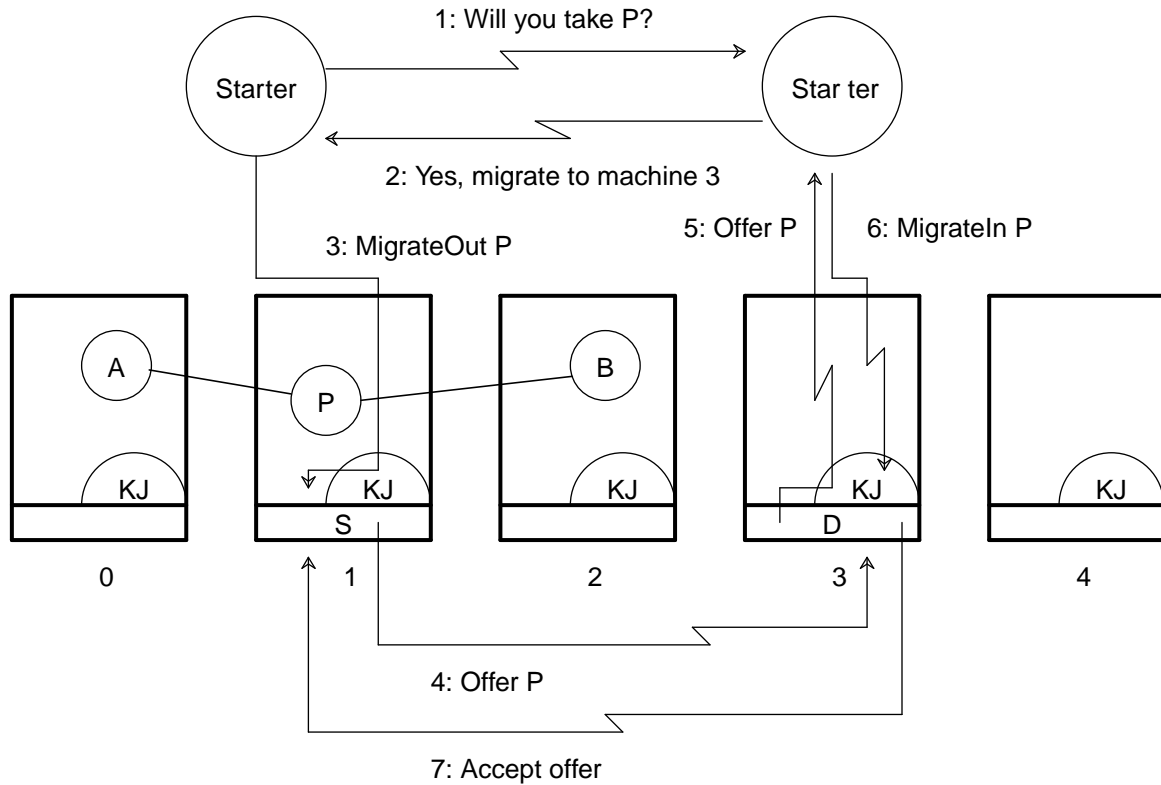 1: Will you take P?
Starter
Star ter
2: Yes, migrate to machine 3
3: MigrateOut P
5: Offer P
6: MigrateIn P
A
P
B
KJ
KJ
KJ
KJ
KJ
S
D
0
1
2
3
4
4: Offer P
7: Accept offer